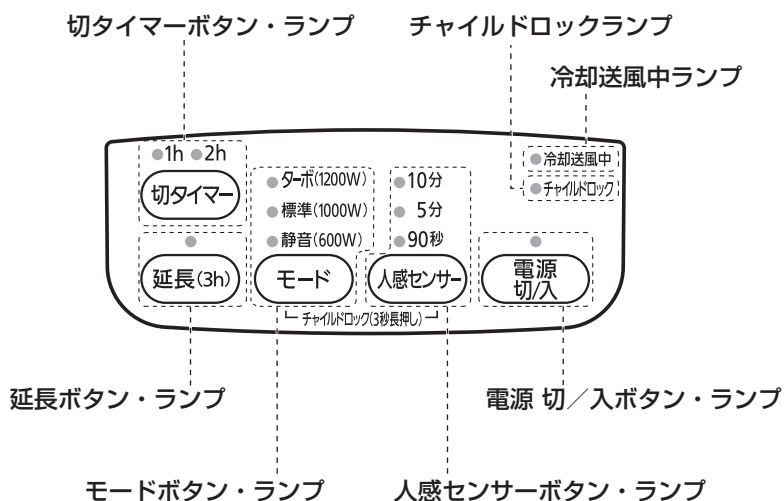 切タイマーボタン・ランプ
チャイルドロックランプ
冷却送風中ランプ
1h 2h
切タイマー
ターボ(1200W)
標準(1000W)
静音(600W)
10分
5分
90秒
冷却送風中
チャイルドロック
延長(3h)
モード
人感センサー
電源
切/入
チャイルドロック(3秒長押し)
延長ボタン・ランプ
電源 切／入ボタン・ランプ
モードボタン・ランプ
人感センサーボタン・ランプ